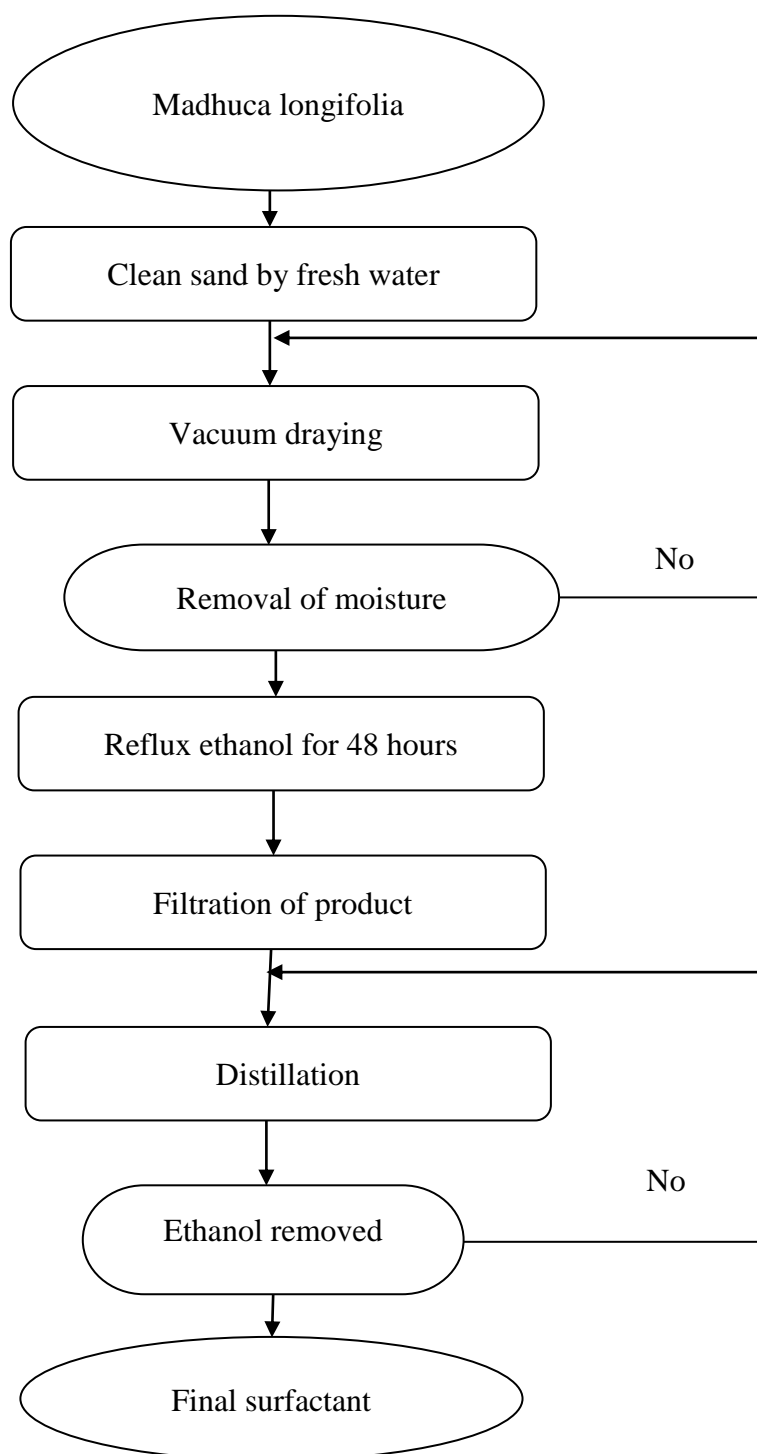 Madhuca longifolia
Clean sand by fresh water
Vacuum draying
No
Removal of moisture
Reflux ethanol for 48 hours
Filtration of product
Distillation
No
Ethanol removed
Final surfactant